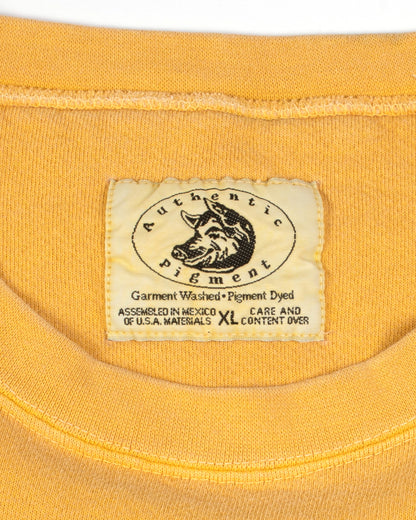 Authentic
Pigment
Garment Washed • Pigment Dyed
ASSEMBLED IN MEXICO XL CARE AND
OF U.S.A. MATERIALS CONTENT OVER